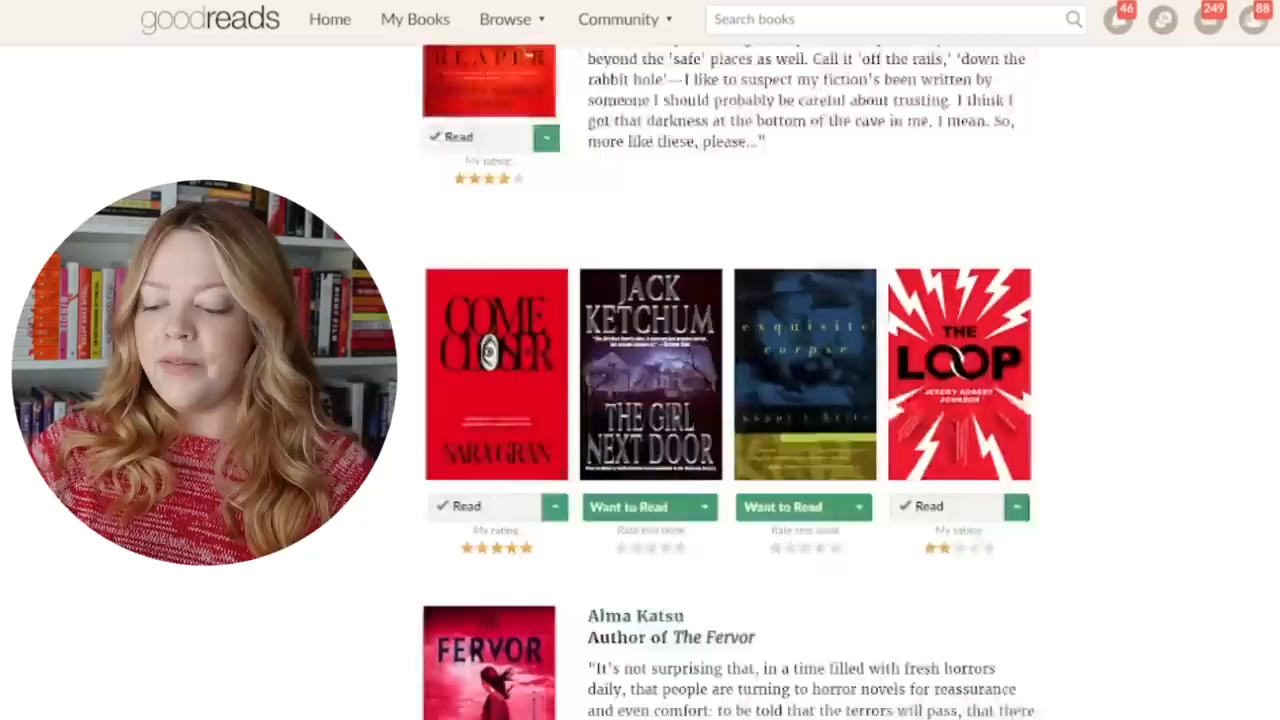 goodreads Home My Books Browse Community Search books 46 249 88
beyond the 'safe' places as well. Call it 'off the rails,' 'down the
rabbit hole'—I like to suspect my fiction's been written by
someone I should probably be careful about trusting. I think I
got that darkness at the bottom of the cave in me, I mean. So,
more like these, please..."
Read
My rating:
COME
CLOSER
SARA GRAN
JACK
KETCHUM
THE GIRL
NEXT DOOR
exquisite
corpse
THE
LOOP
JEREMY ROBERT
JOHNSON
Read Want to Read Want to Read Read
My rating: Rate this book Rate this book My rating:
FERVOR
Alma Katsu
Author of The Fervor
"It's not surprising that, in a time filled with fresh horrors
daily, that people are turning to horror novels for reassurance
and even comfort: to be told that the terrors will pass, that there